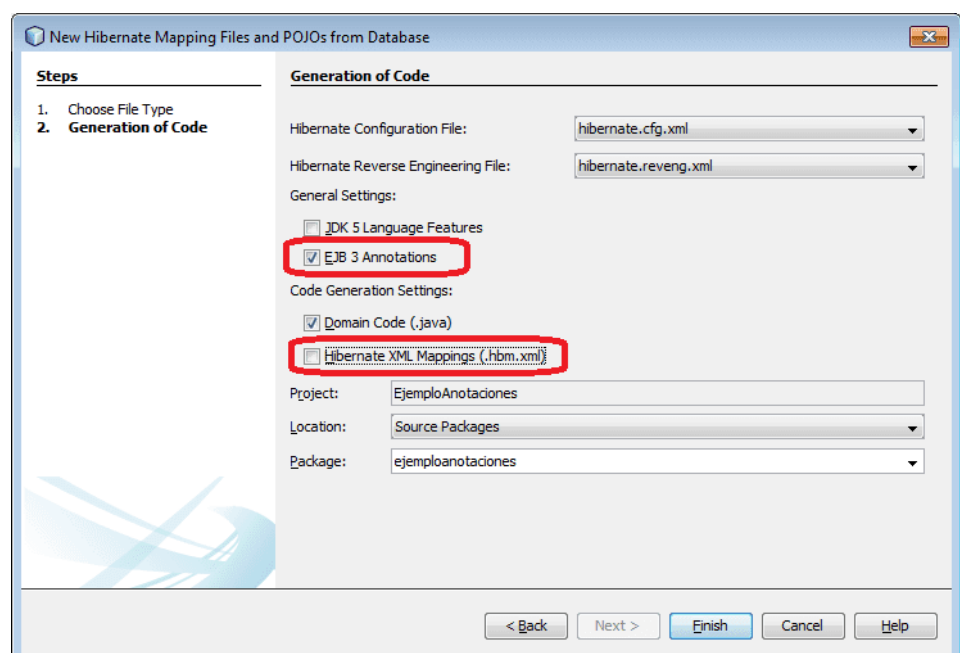 New Hibernate Mapping Files and POJOs from Database
Steps
1. Choose File Type
2. Generation of Code
Generation of Code
Hibernate Configuration File: hibernate.cfg.xml
Hibernate Reverse Engineering File: hibernate.reveng.xml
General Settings:
JDK 5 Language Features
EJB 3 Annotations
Code Generation Settings:
Domain Code (.java)
Hibernate XML Mappings (.hbm.xml)
Project: EjemploAnotaciones
Location: Source Packages
Package: ejemploanotaciones
< Back Next > Finish Cancel Help